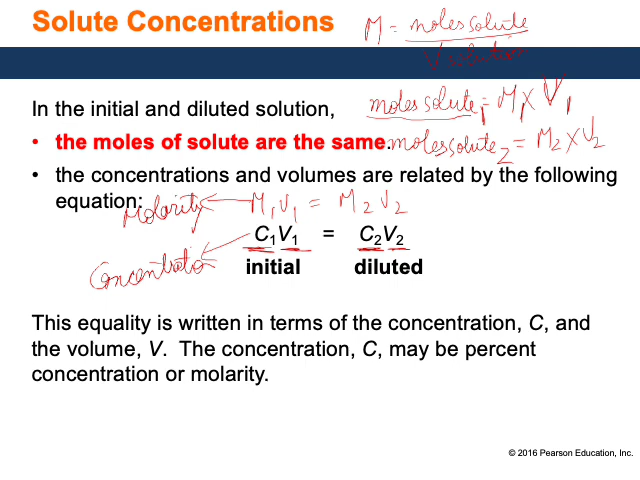 Solute Concentrations M = moles solute
V solution
In the initial and diluted solution, moles solute₁ = M₁ x V₁
• the moles of solute are the same. moles solute₂ = M₂ x V₂
• the concentrations and volumes are related by the following
equation:
Molarity M₁V₁ = M₂V₂
C₁V₁ = C₂V₂
Concentration initial diluted
This equality is written in terms of the concentration, C, and
the volume, V. The concentration, C, may be percent
concentration or molarity.
© 2016 Pearson Education, Inc.